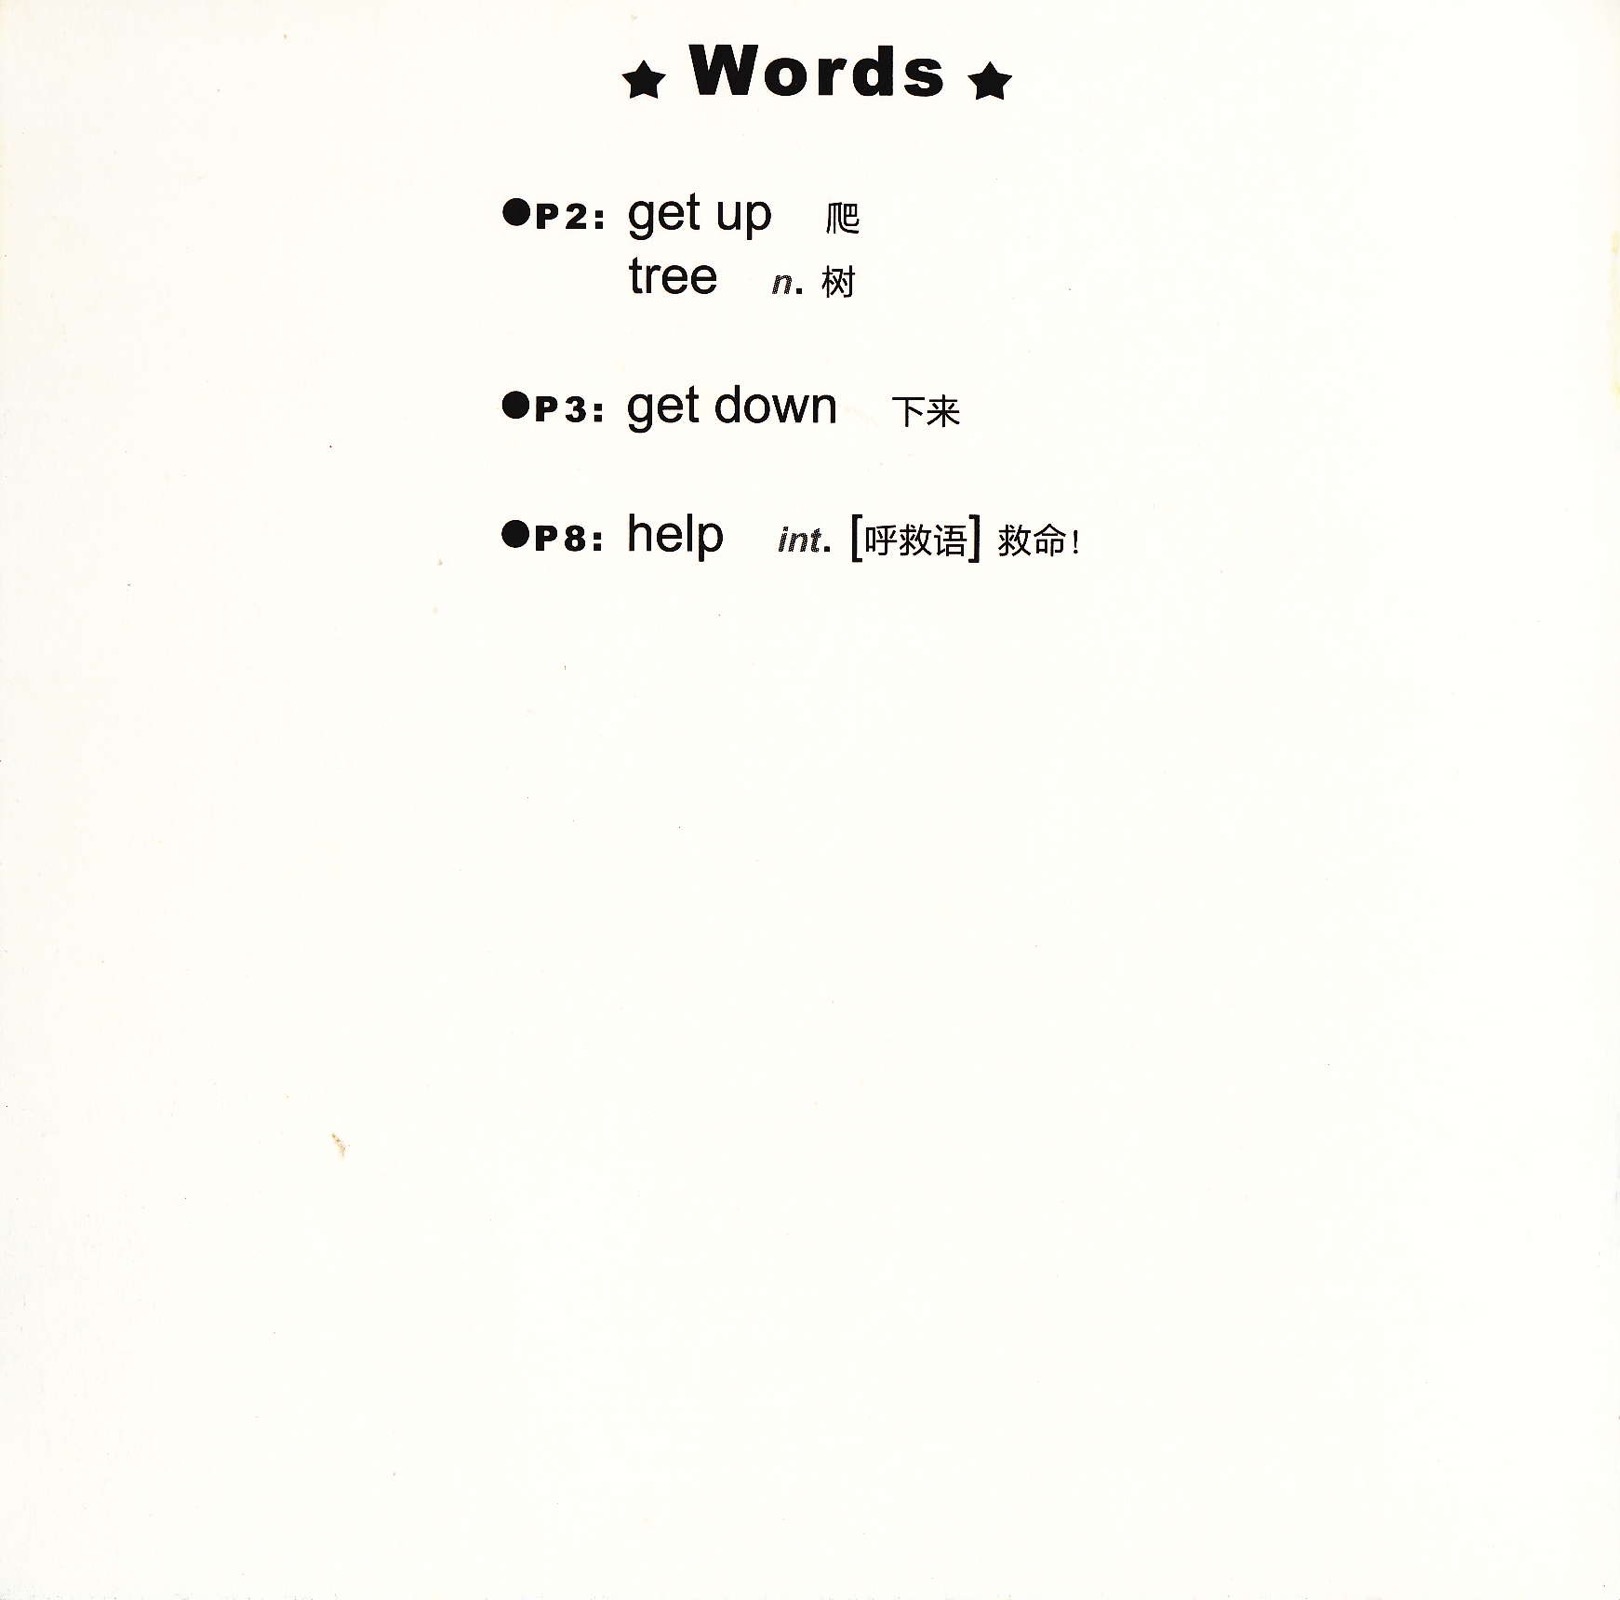 ★ Words ★
●P2: get up 爬
tree n. 树
●P3: get down 下来
●P8: help int. [呼救语] 救命!